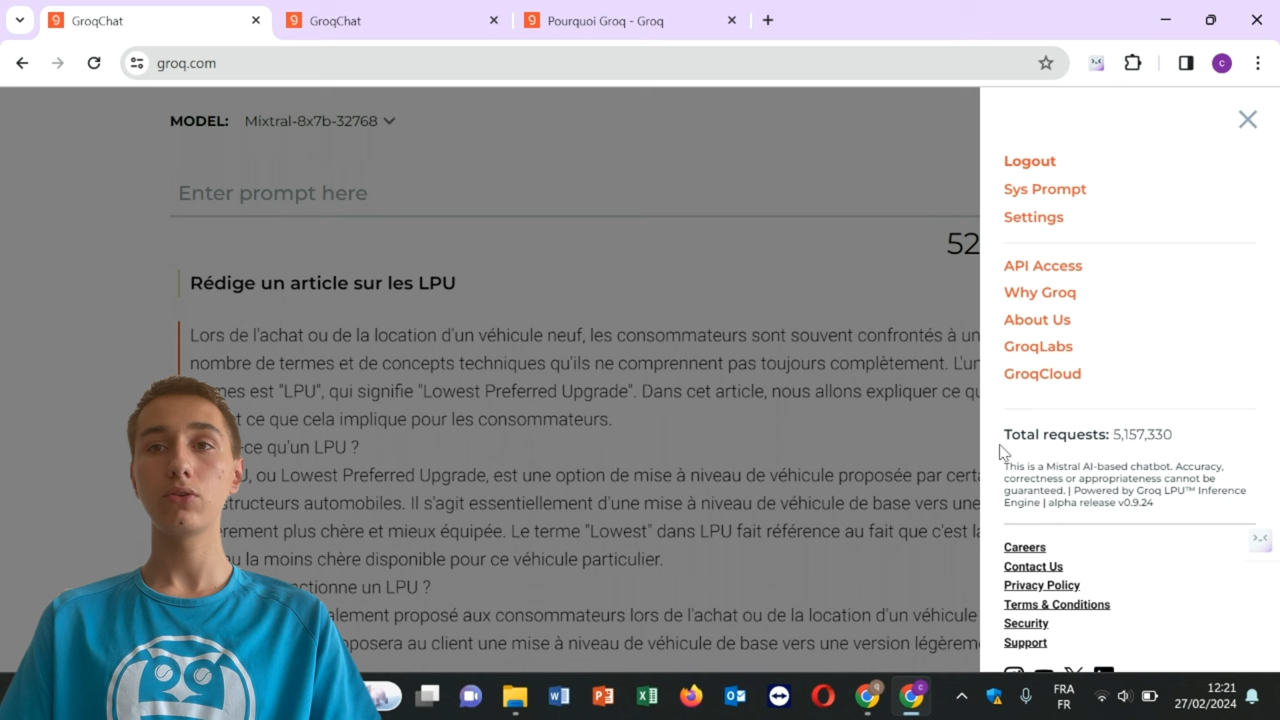 GroqChat
GroqChat
Pourquoi Groq - Groq
groq.com
MODEL: Mixtral-8x7b-32768
Enter prompt here
52
Rédige un article sur les LPU
Lors de l'achat ou de la location d'un véhicule neuf, les consommateurs sont souvent confrontés à un
nombre de termes et de concepts techniques qu'ils ne comprennent pas toujours complètement. L'un
mes est "LPU", qui signifie "Lowest Preferred Upgrade". Dans cet article, nous allons expliquer ce qu
t ce que cela implique pour les consommateurs.
-ce qu'un LPU ?
U, ou Lowest Preferred Upgrade, est une option de mise à niveau de véhicule proposée par certa
structeurs automobiles. Il s'agit essentiellement d'une mise à niveau de véhicule de base vers une
èrement plus chère et mieux équipée. Le terme "Lowest" dans LPU fait référence au fait que c'est la
u la moins chère disponible pour ce véhicule particulier.
ctionne un LPU ?
alement proposé aux consommateurs lors de l'achat ou de la location d'un véhicule
posera au client une mise à niveau de véhicule de base vers une version légèreme
Logout
Sys Prompt
Settings
API Access
Why Groq
About Us
GroqLabs
GroqCloud
Total requests: 5,157,330
This is a Mistral AI-based chatbot. Accuracy,
correctness or appropriateness cannot be
guaranteed. | Powered by Groq LPU™ Inference
Engine | alpha release v0.9.24
Careers
Contact Us
Privacy Policy
Terms & Conditions
Security
Support
FRA
FR
12:21
27/02/2024